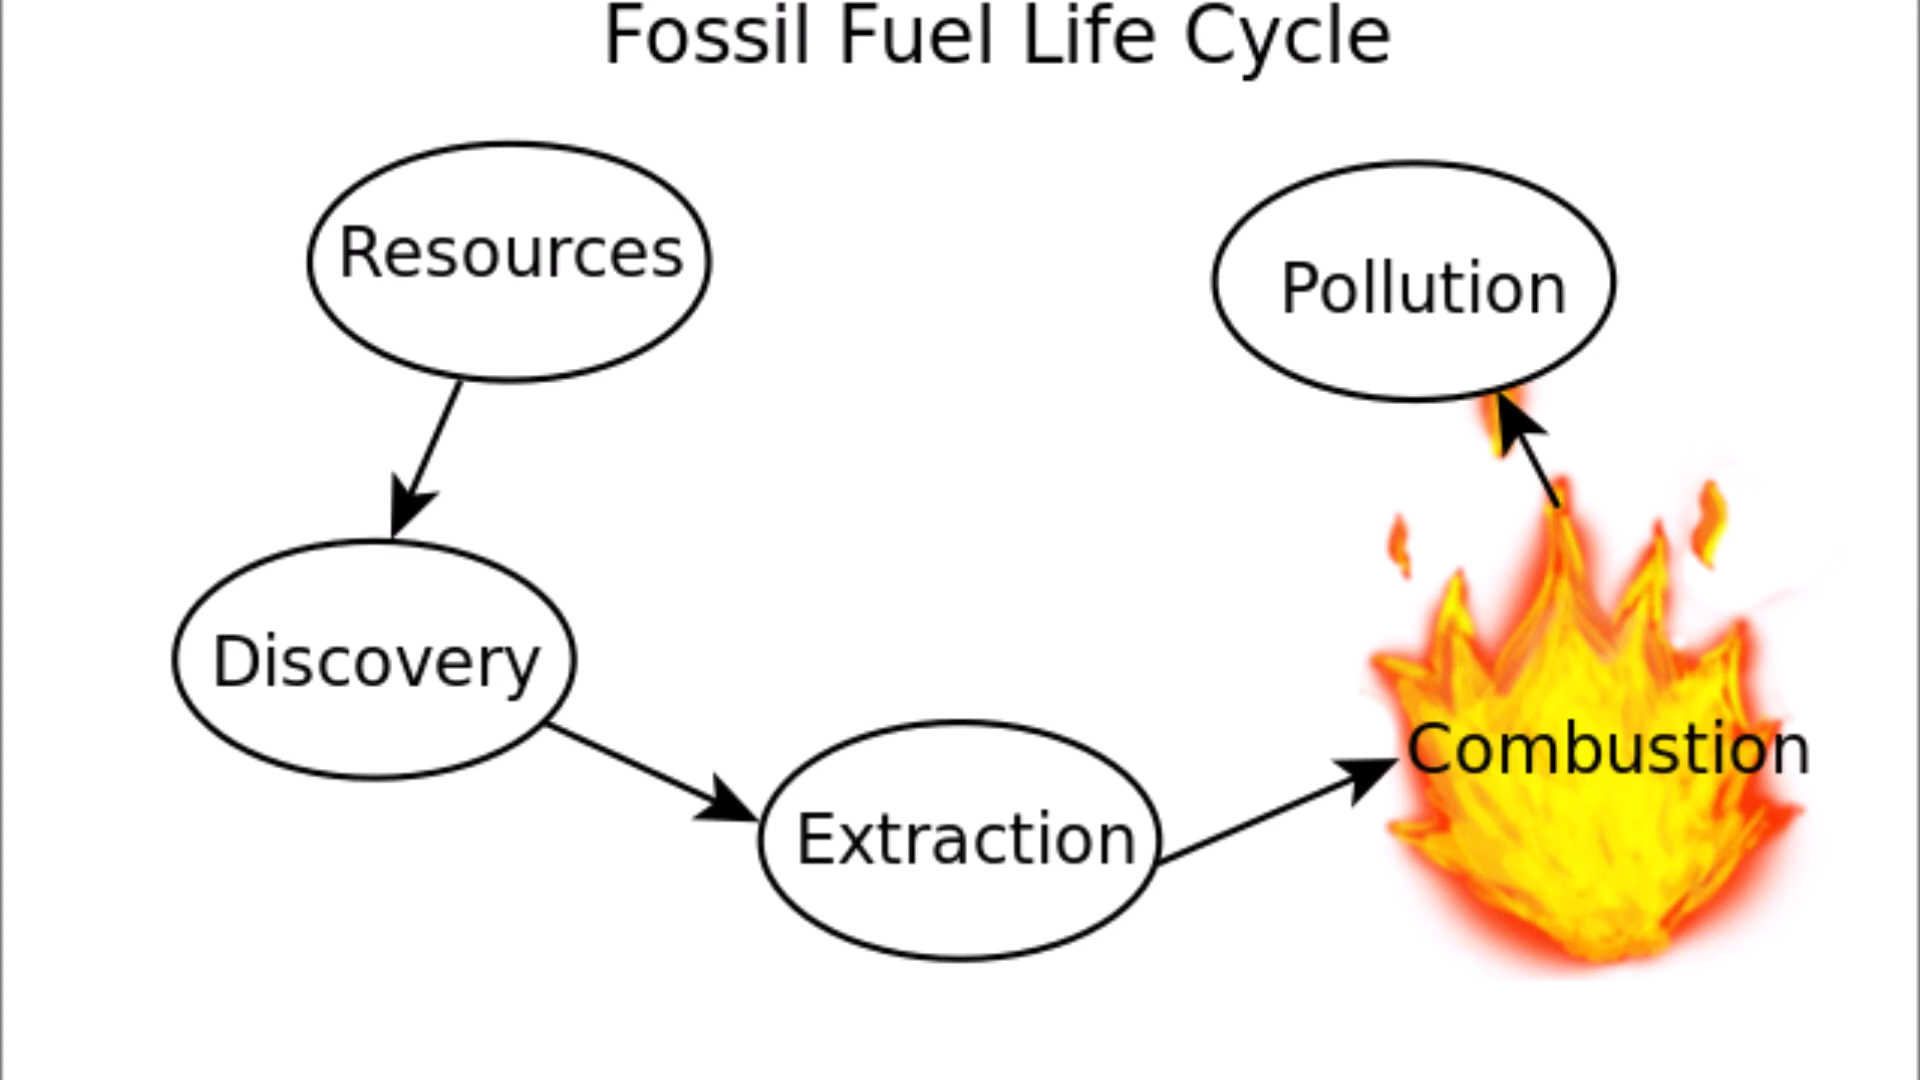 Fossil Fuel Life Cycle
Resources
Pollution
Discovery
Combustion
Extraction